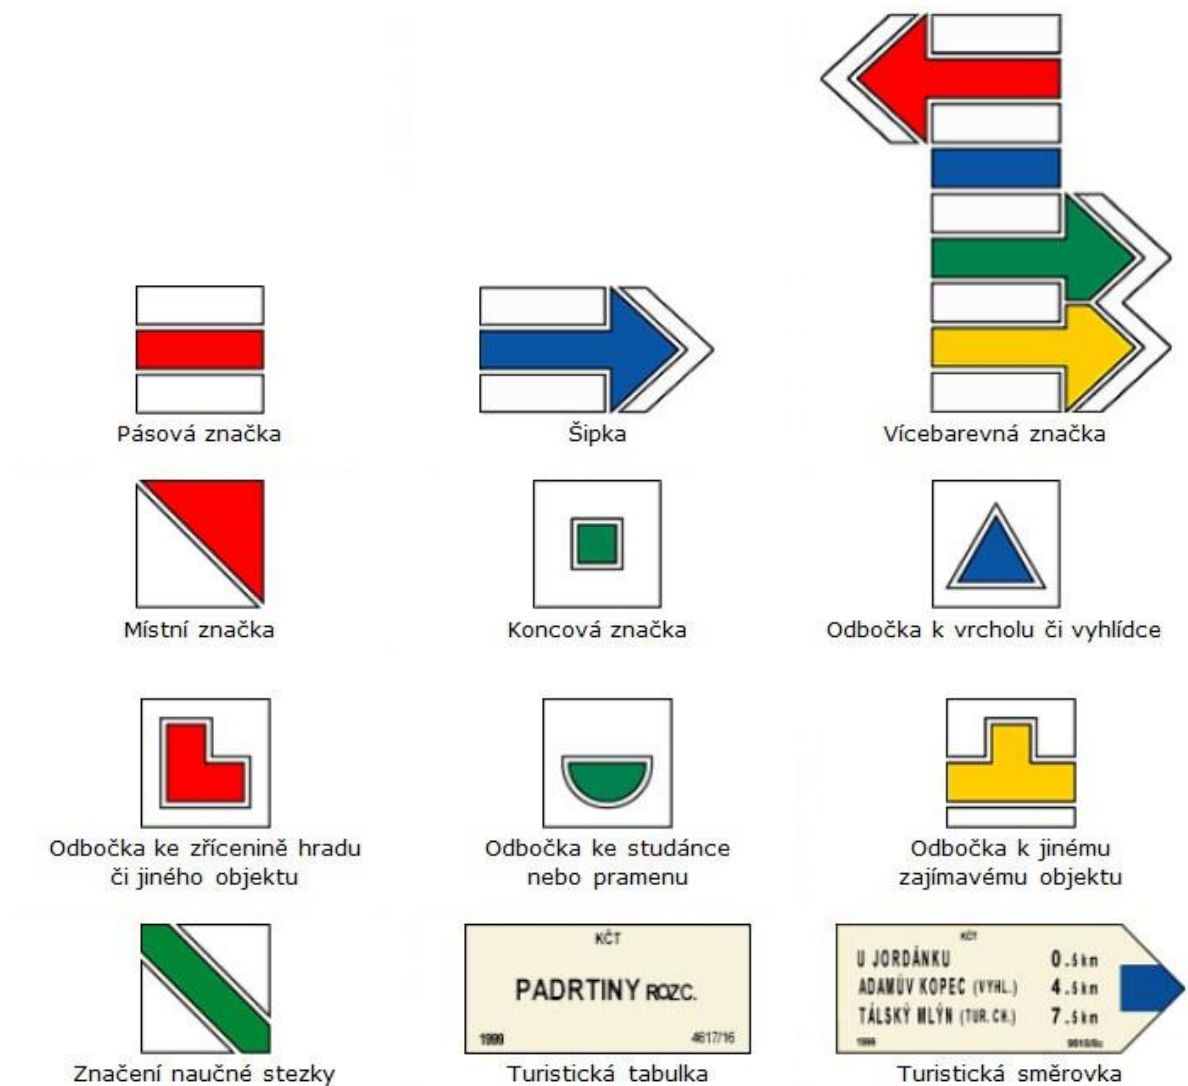 Pásová značka
Šipka
Vícebarevná značka
Místní značka
Koncová značka
Odbočka k vrcholu či vyhlídce
Odbočka ke zřícenině hradu
či jiného objektu
Odbočka ke studánce
nebo pramenu
Odbočka k jinému
zajímavému objektu
Značení naučné stezky
KČT
PADRTINY ROZC.
1999 4617/16
Turistická tabulka
KČT
U JORDÁNKU 0.5km
ADAMŮV KOPEC (VYHL.) 4.5km
TÁLSKÝ MLÝN (TUR. CH.) 7.5km
Turistická směrovka